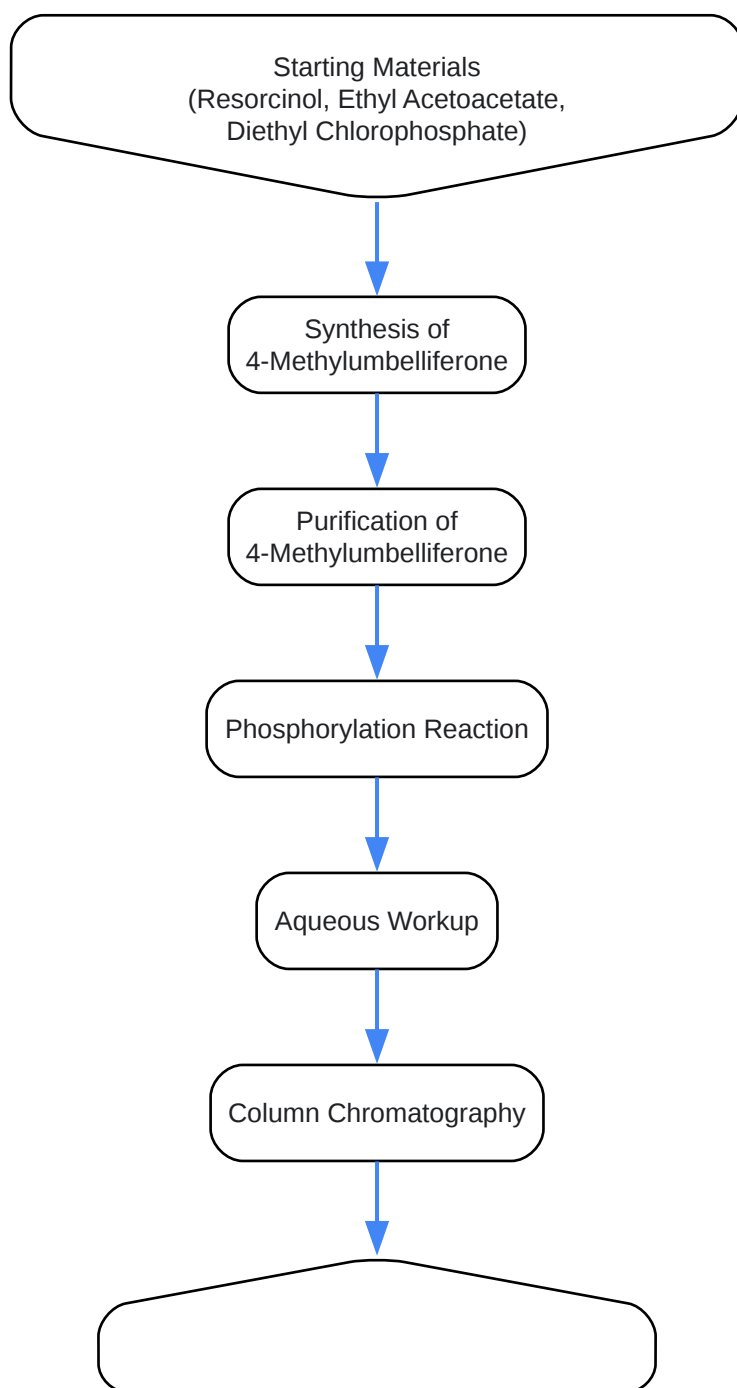 Starting Materials
(Resorcinol, Ethyl Acetoacetate,
Diethyl Chlorophosphate)
Synthesis of
4-Methylumbelliferone
Purification of
4-Methylumbelliferone
Phosphorylation Reaction
Aqueous Workup
Column Chromatography